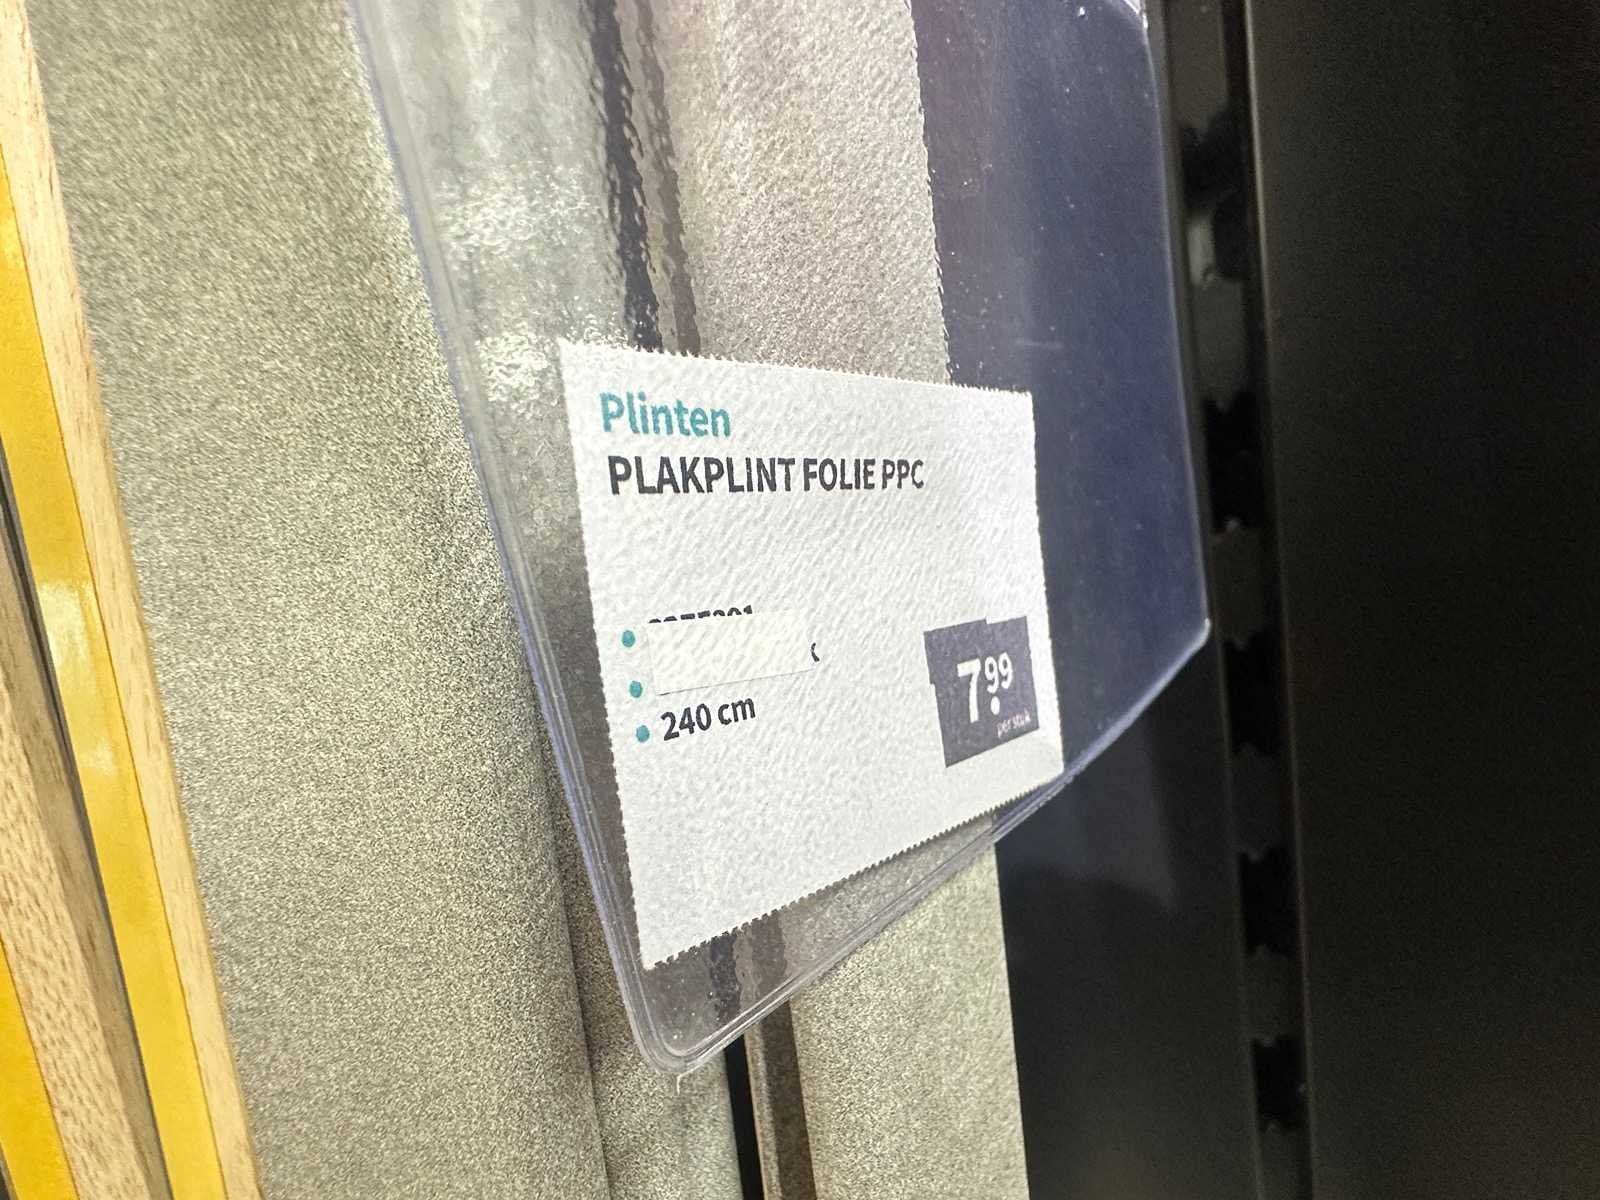 Plinten
PLAKPLINT FOLIE PPC
240 cm
7.99
per stuk